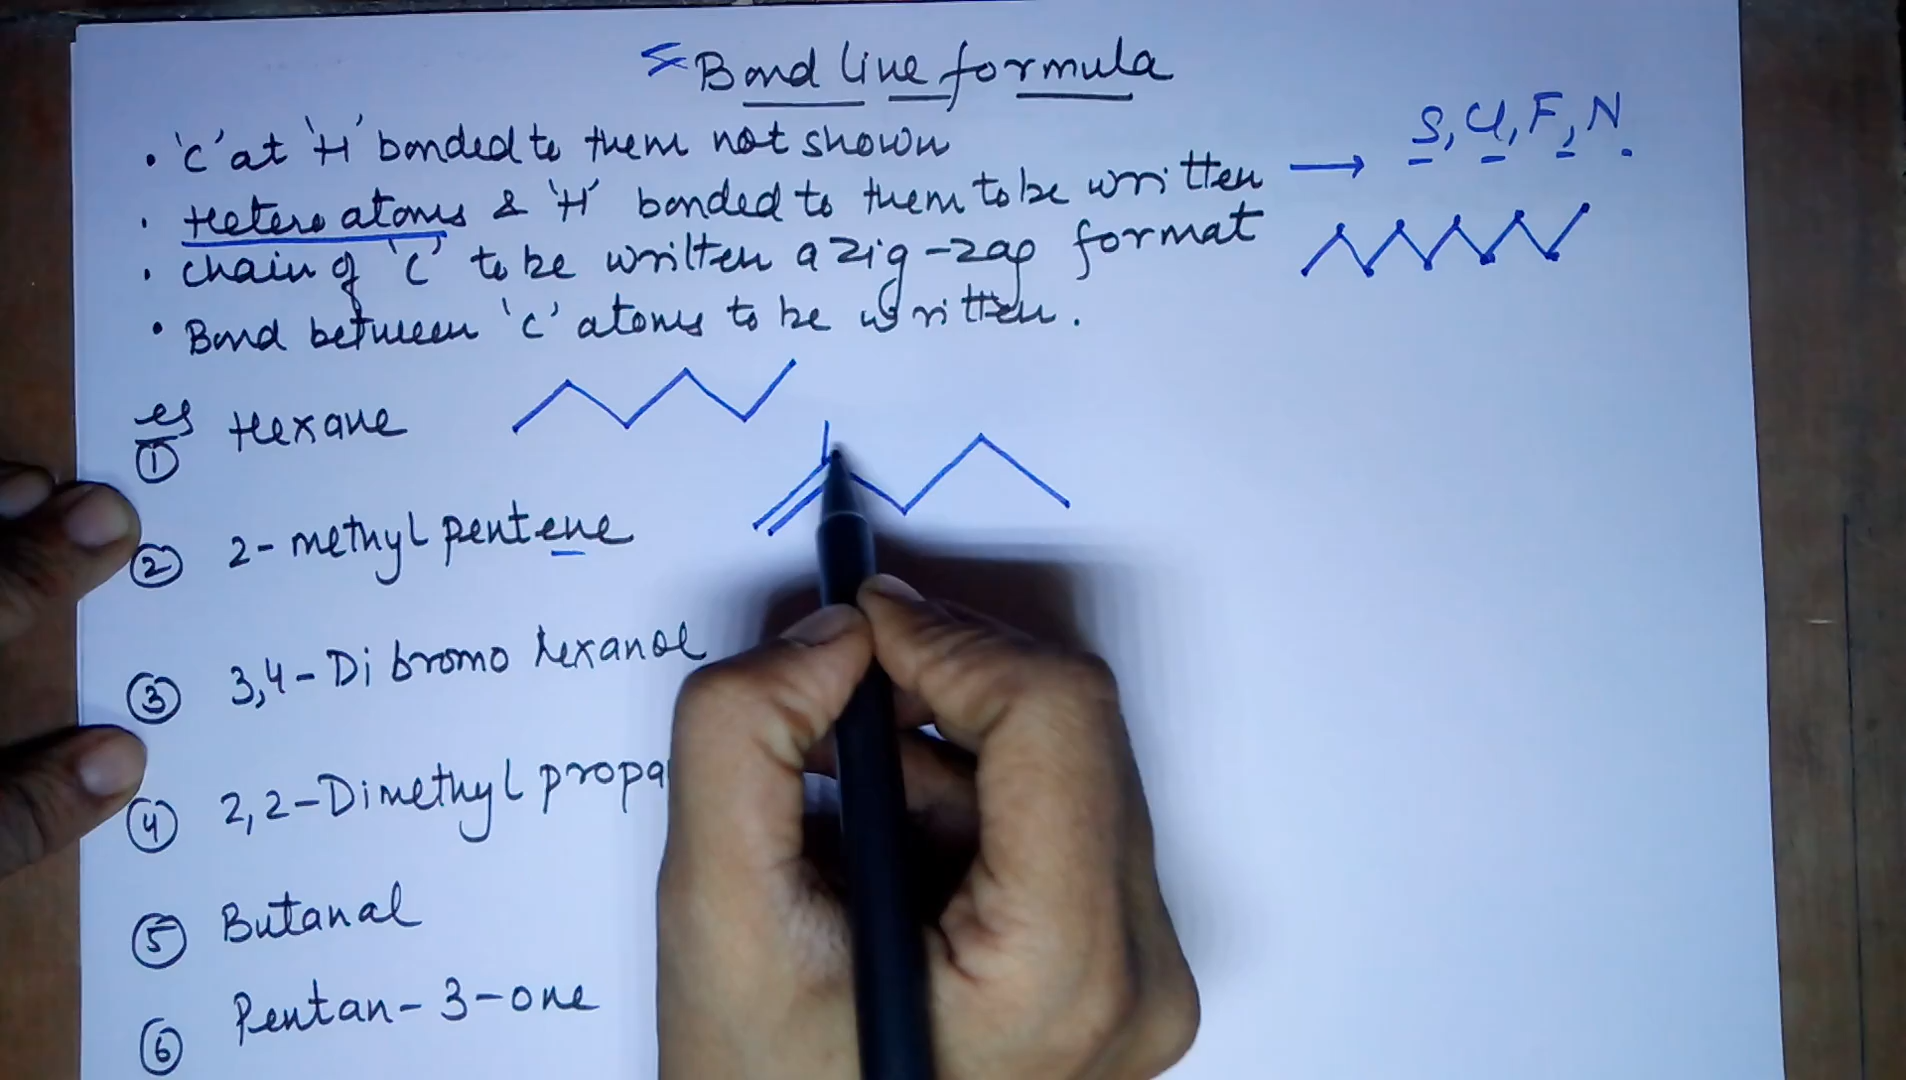 Bond line formula
• 'C' at 'H' bonded to them not shown
• Hetero atoms & 'H' bonded to them to be written → S, Cl, F, N
• chain of 'C' to be written a zig-zag format
• Bond between 'C' atoms to be written.
eg
① Hexane
② 2-methyl pentene
③ 3,4-Di bromo hexanol
④ 2,2-Dimethyl propa
⑤ Butanal
⑥ Pentan-3-one